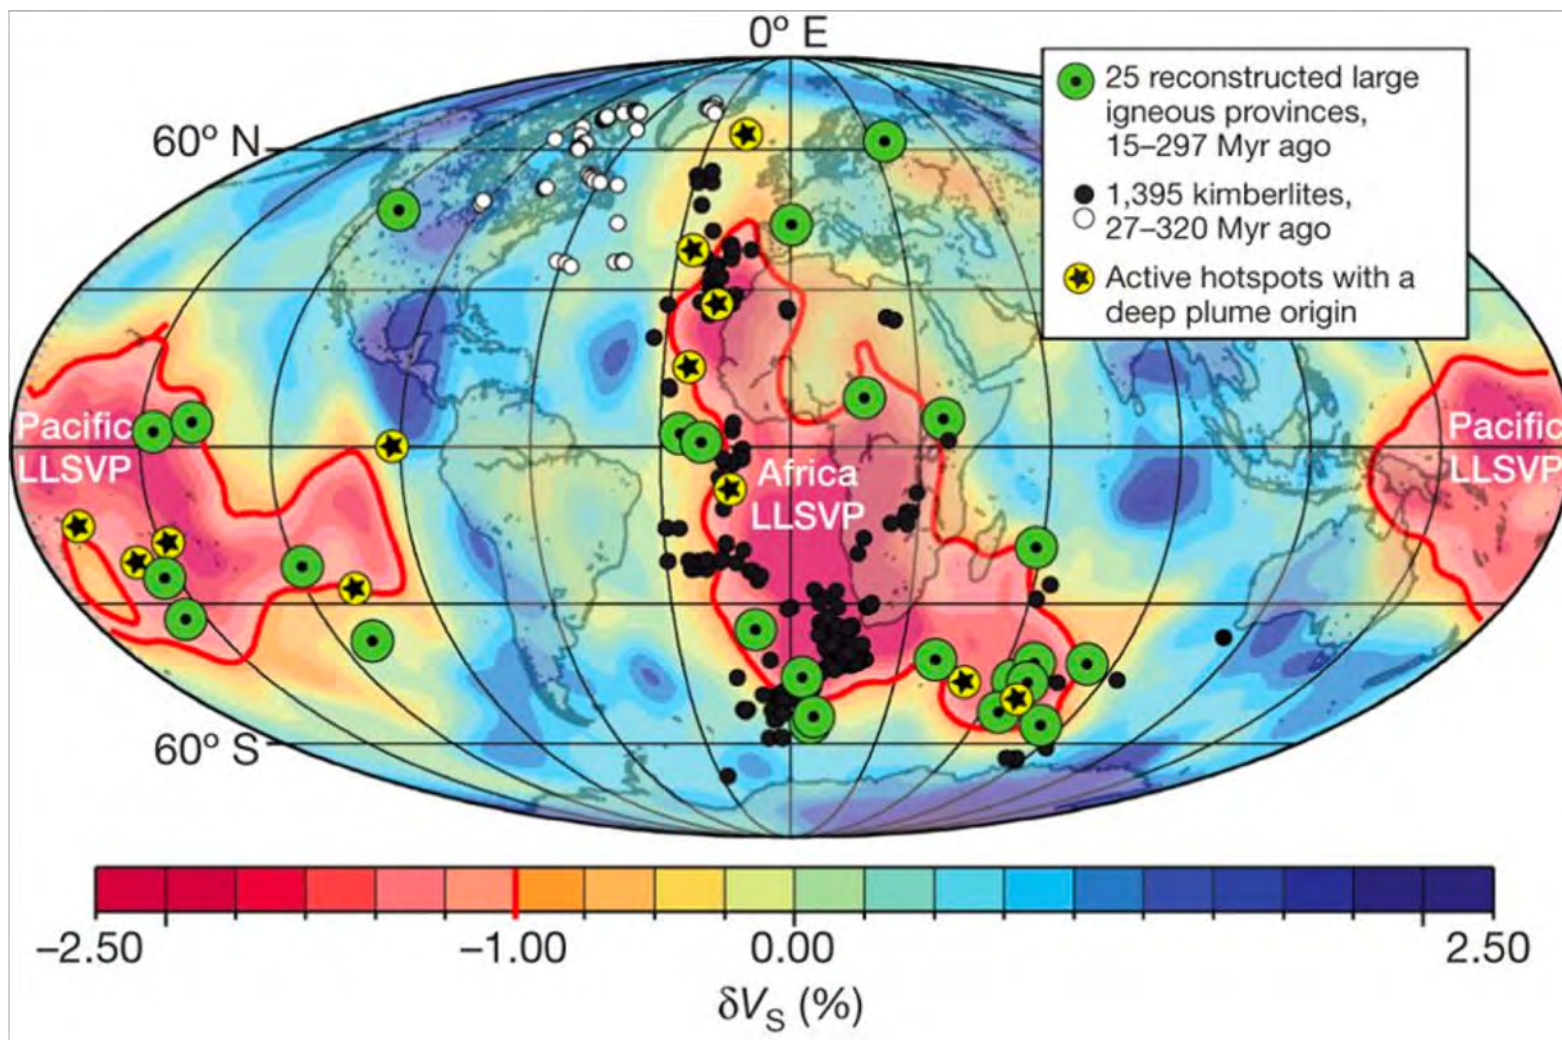 0º E
25 reconstructed large
igneous provinces,
15–297 Myr ago
1,395 kimberlites,
27–320 Myr ago
Active hotspots with a
deep plume origin
60º N
Pacific
LLSVP
Africa
LLSVP
Pacific
LLSVP
60º S
−2.50
−1.00
0.00
2.50
δVS (%)